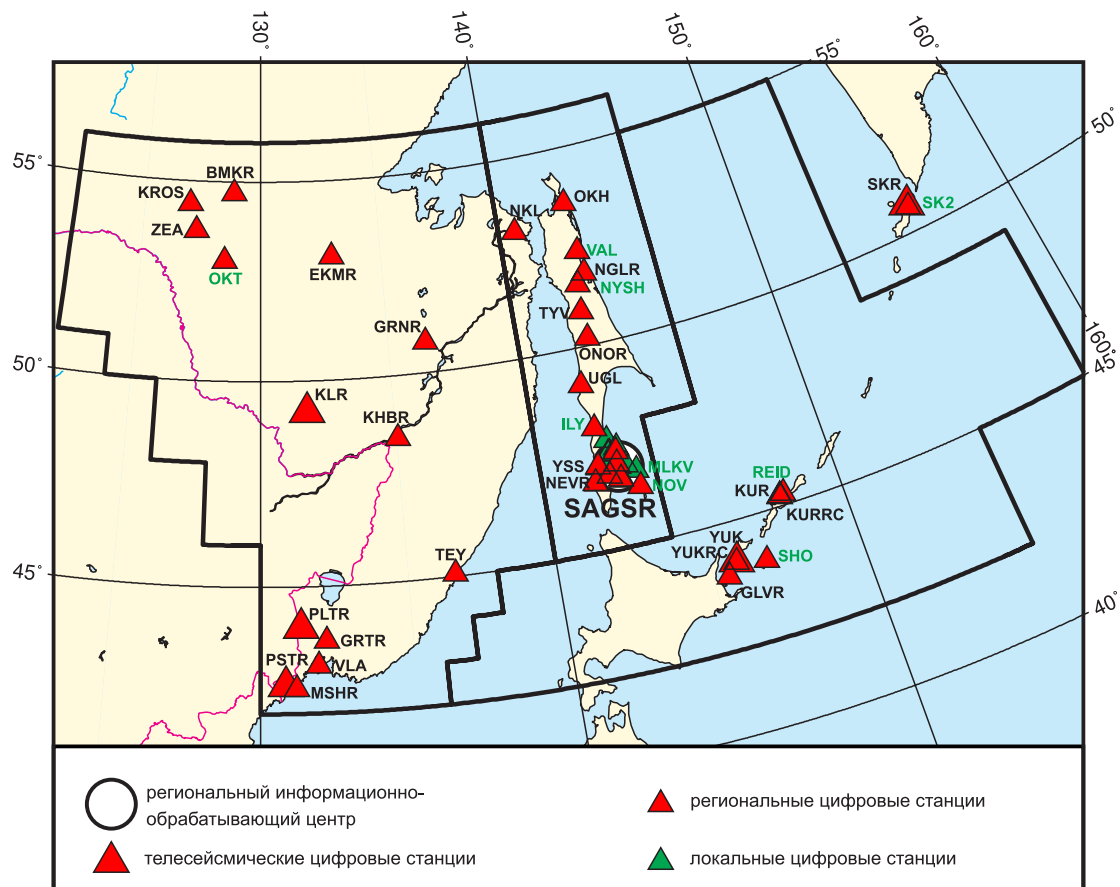 130°
140°
150°
55°
160°
50°
55°
BMKR
KROS
SKR
SK2
OKH
NKL
ZEA
VAL
OKT
EKMR
NGLR
NYSH
TYV
160°
GRNR
ONOR
50°
45°
UGL
KLR
KHBR
ILY
YSS
MLKV
REID
NEVR
NOV
KUR
SAGSR
KURRC
YUK
TEY
YUKRC
SHO
45°
GLVR
40°
PLTR
GRTR
PSTR
VLA
MSHR
региональный информационно-
обрабатывающий центр
региональные цифровые станции
телесейсмические цифровые станции
локальные цифровые станции